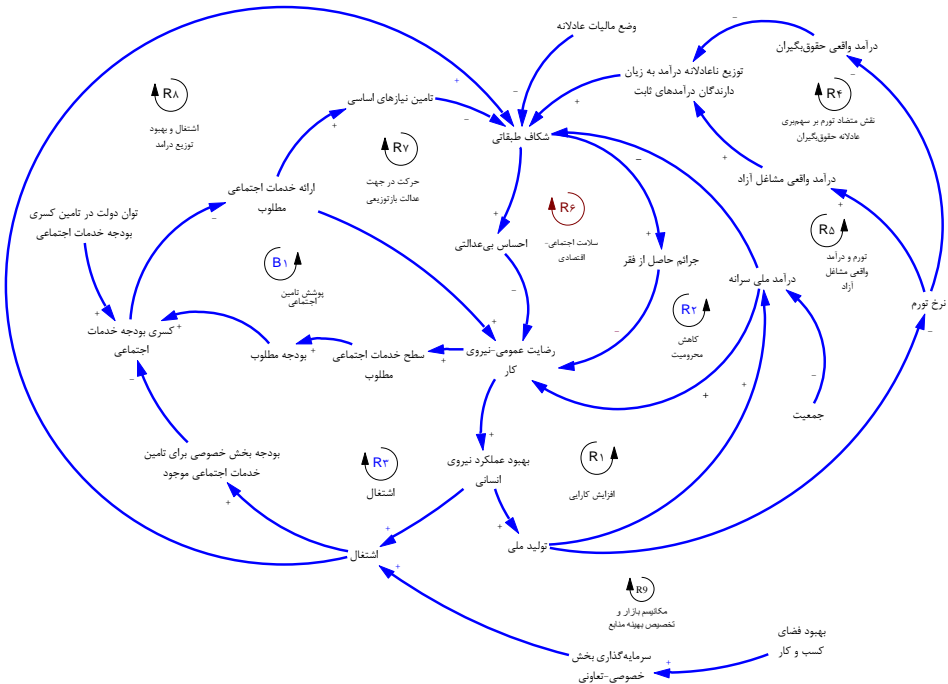 وضع مالیات عادلانه
درآمد واقعی حقوق‌بگیران
توزیع ناعادلانه درآمد به زیان
دارندگان درآمدهای ثابت
R۴
نقش متضاد تورم بر سهم‌بری
عادلانه حقوق‌بگیران
R۸
اشتغال و بهبود
توزیع درامد
تامین نیازهای اساسی
شکاف طبقاتی
R۷
حرکت در جهت
عدالت بازتوزیعی
درآمد واقعی مشاغل آزاد
ارائه خدمات اجتماعی
مطلوب
R۶
سلامت اجتماعی-
اقتصادی
R۵
تورم و درآمد
واقعی مشاغل
آزاد
توان دولت در تامین کسری
بودجه خدمات اجتماعی
احساس بی‌عدالتی
جرائم حاصل از فقر
درآمد ملی سرانه
B۱
پوشش تامین
اجتماعی
نرخ تورم
R۲
کاهش
محرومیت
کسری بودجه خدمات
اجتماعی
بودجه مطلوب
سطح خدمات اجتماعی
مطلوب
رضایت عمومی-نیروی
کار
جمعیت
بودجه بخش خصوصی برای تامین
خدمات اجتماعی موجود
R۳
اشتغال
بهبود عملکرد نیروی
انسانی
R۱
افزایش کارایی
تولید ملی
اشتغال
R۹
مکانیسم بازار و
تخصیص بهینه منابع
بهبود فضای
کسب و کار
سرمایه‌گذاری بخش
خصوصی-تعاونی